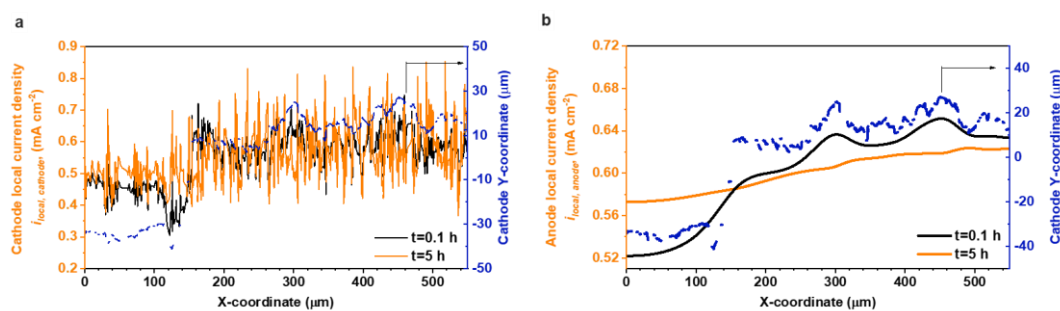 a
Cathode local current density
i local, cathode, (mA cm-2)
0.9
0.8
0.7
0.6
0.5
0.4
0.3
0.2
0 100 200 300 400 500
X-coordinate (μm)
t=0.1 h
t=5 h
50
30
10
-10
-30
-50
Cathode Y-coordinate (μm)
b
Anode local current density
i local, anode, (mA cm-2)
0.72
0.68
0.64
0.60
0.56
0.52
0 100 200 300 400 500
X-coordinate (μm)
t=0.1 h
t=5 h
40
20
0
-20
-40
Cathode Y-coordinate (μm)